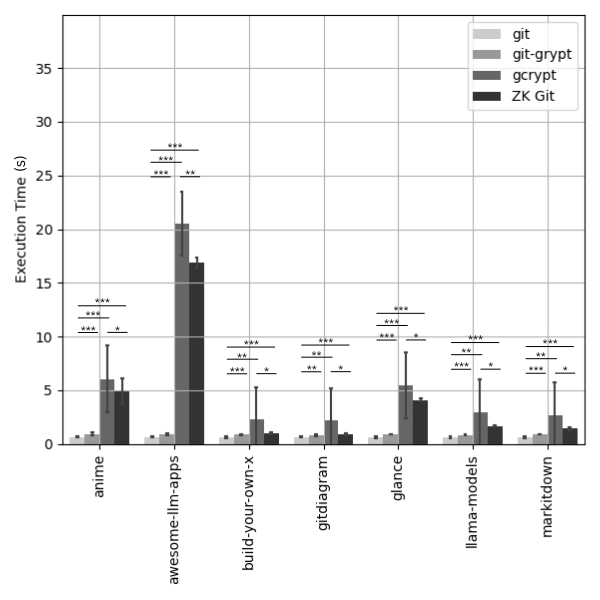 git
git-grypt
gcrypt
ZK Git
Execution Time (s)
35
30
25
20
15
10
5
0
***
***
*** **
***
***
*** *
***
**
*** *
***
**
** *
***
***
*** *
***
**
*** *
***
**
*** *
anime
awesome-llm-apps
build-your-own-x
gitdiagram
glance
llama-models
markitdown